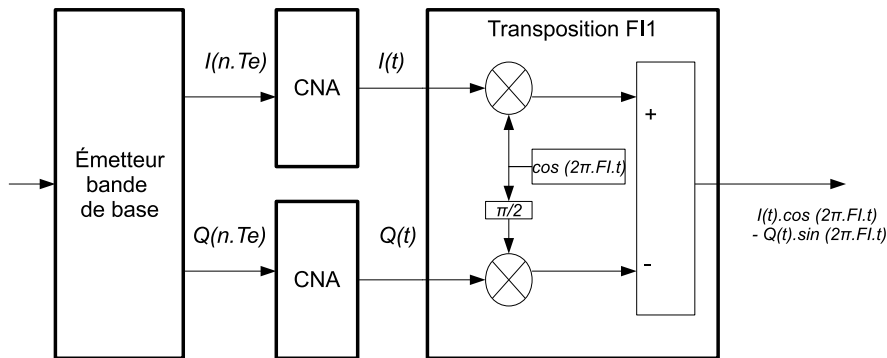 Transposition FI1
I(n.Te)
CNA
I(t)
+
Émetteur
bande
de base
cos (2π.FI.t)
π/2
I(t).cos (2π.FI.t)
- Q(t).sin (2π.FI.t)
Q(n.Te)
CNA
Q(t)
-